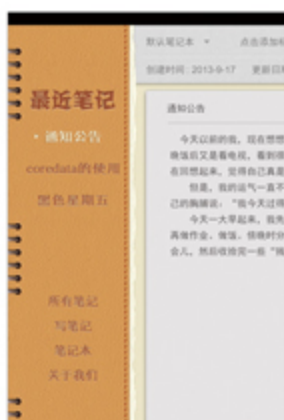 最近笔记
· 通知公告
coredata的使用
黑色星期五
所有笔记
写笔记
笔记本
关于我们
默认笔记本
点击添加标
创建时间: 2013-9-17 更新日
通知公告
今天以前的我,现在想想
晚饭后又是看电视,看到很
在回想起来,觉得自己真是
但是,我的运气一直不
己的胸脯说:“我今天过得
今天一大早起来,我先
再做作业、做饭。傍晚时分
会儿,然后收拾完一些“残